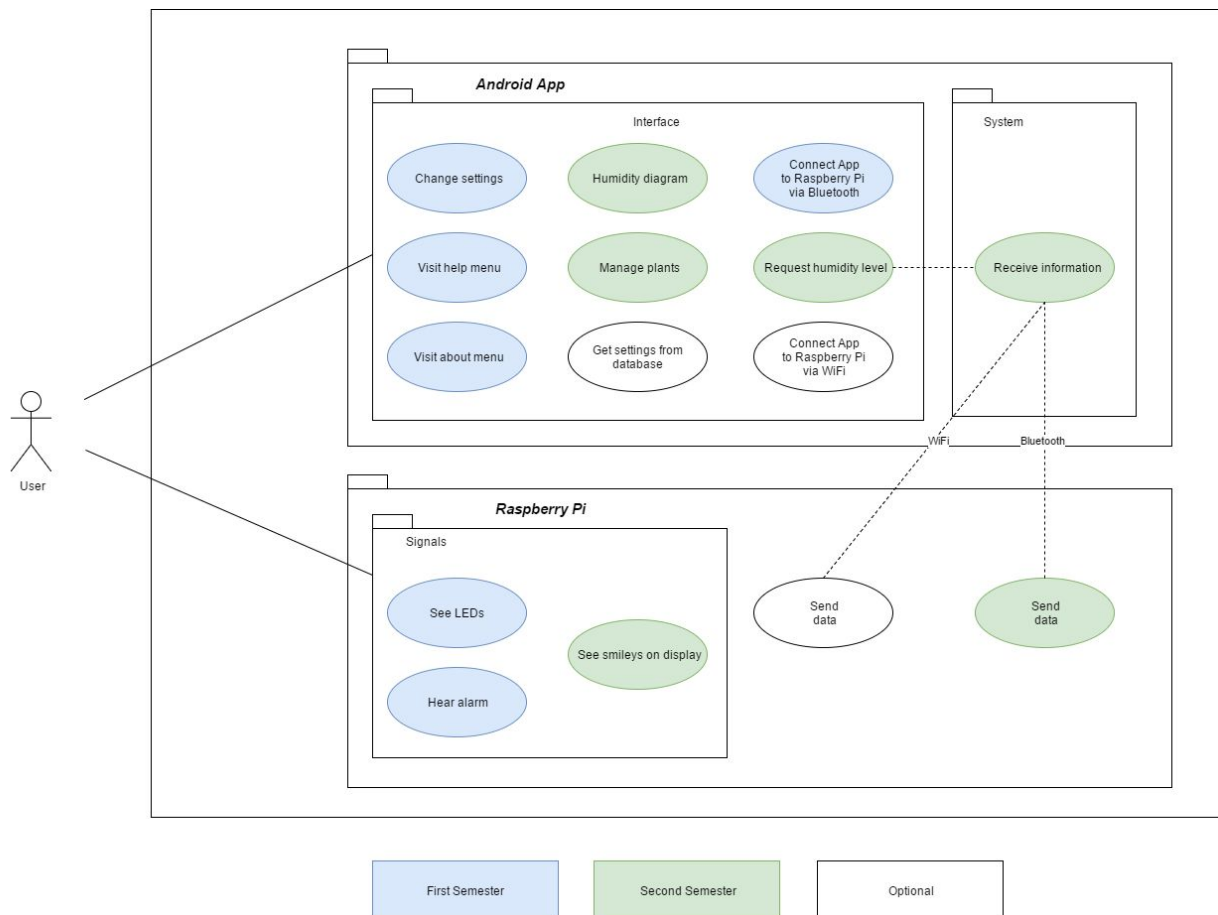 Android App
Interface
System
Change settings
Humidity diagram
Connect App
to Raspberry Pi
via Bluetooth
Visit help menu
Manage plants
Request humidity level
Receive information
Visit about menu
Get settings from
database
Connect App
to Raspberry Pi
via WiFi
WiFi
Bluetooth
User
Raspberry Pi
Signals
See LEDs
See smileys on display
Hear alarm
Send
data
Send
data
First Semester
Second Semester
Optional